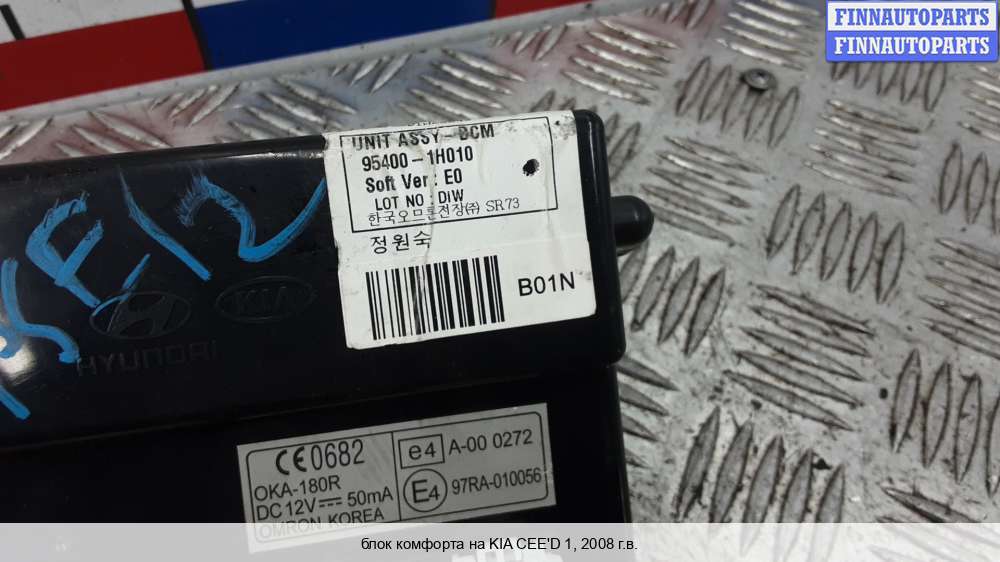 FINNAUTOPARTS
FINNAUTOPARTS
UNIT ASSY-BCM
95400-1H010
Soft Ver : E0
LOT NO : DiW
한국오므론전장㈜ SR73
정원숙
B01N
KIA
HYUNDAI
CE0682
OKA-180R
DC 12V 50mA
OMRON KOREA
e4 A-00 0272
E4 97RA-010056
блок комфорта на KIA CEE'D 1, 2008 г.в.